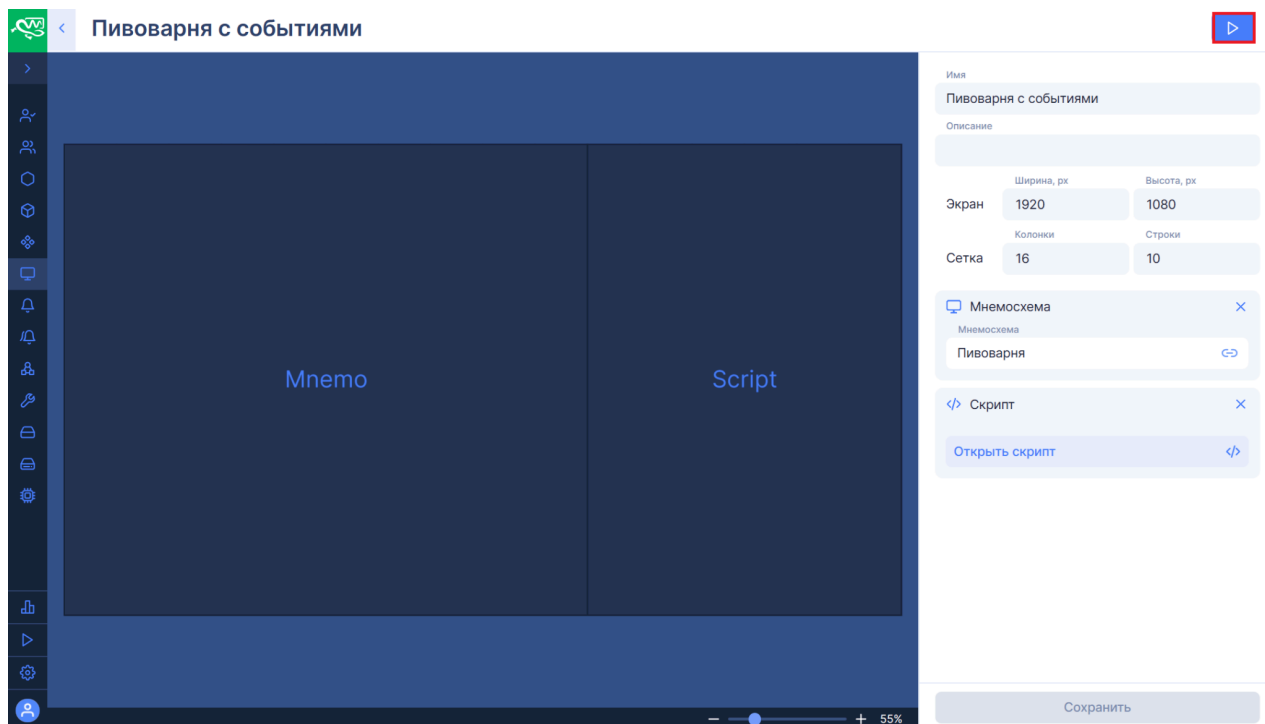 Пивоварня с событиями
Имя
Пивоварня с событиями
Описание
Ширина, px
Высота, px
Экран
1920
1080
Колонки
Строки
Сетка
16
10
Мнемосхема
Мнемосхема
Пивоварня
Скрипт
Открыть скрипт
Mnemo
Script
55%
Сохранить